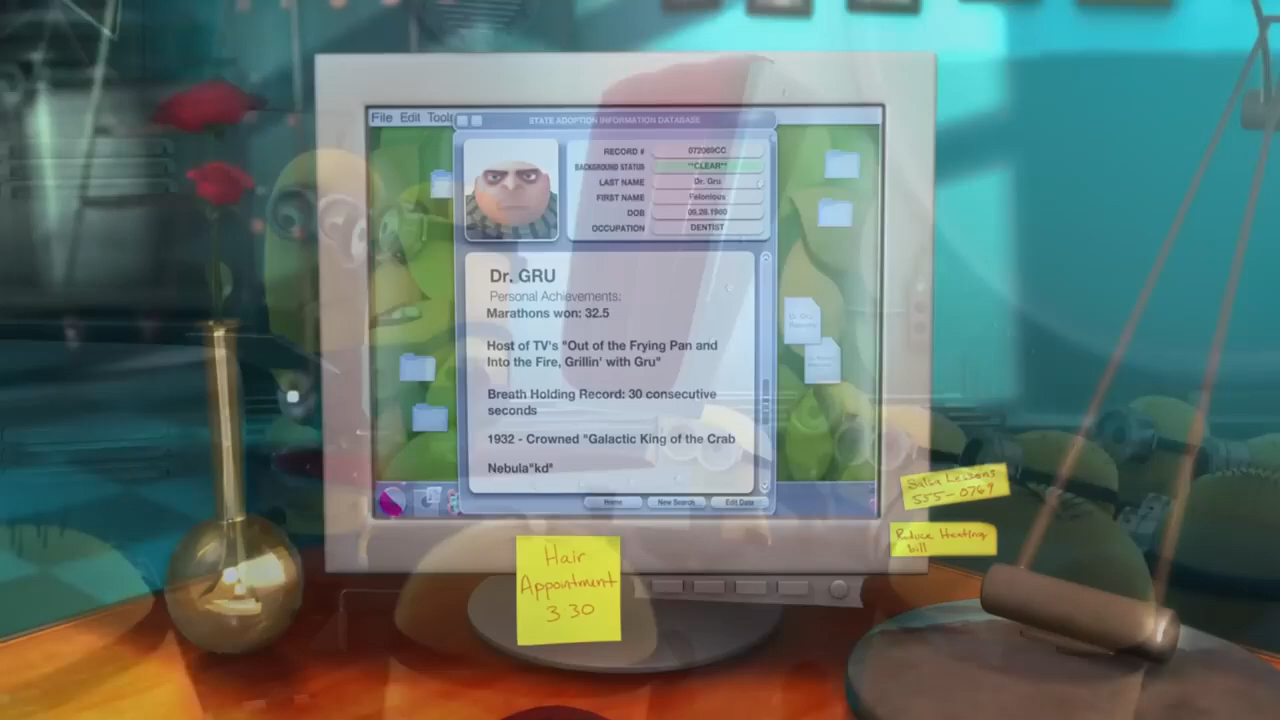 File Edit Tools
STATE ADOPTION INFORMATION DATABASE
RECORD # 072069CC
BACKGROUND STATUS **CLEAR**
LAST NAME Dr. Gru
FIRST NAME Felonious
DOB
OCCUPATION DENTIST
Dr. GRU
Personal Achievements:
Marathons won: 32.5
Host of TV's "Out of the Frying Pan and
Into the Fire, Grillin' with Gru"
Breath Holding Record: 30 consecutive
seconds
1932 - Crowned "Galactic King of the Crab
Nebula"kd"
Home New Search Edit Data
Salsa Lessons
555-0769
Reduce Heating
bill
Hair
Appointment
3 30